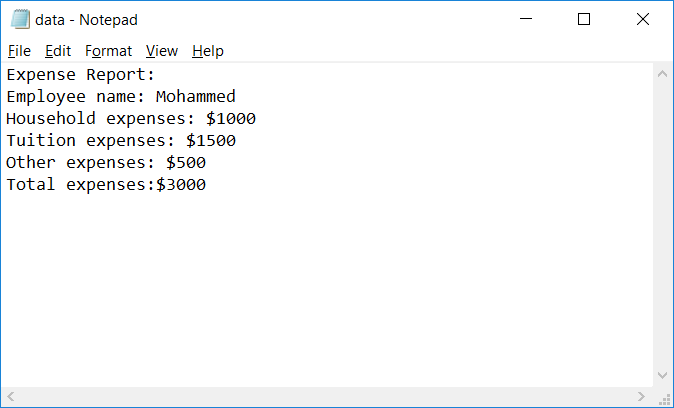 data - Notepad
File Edit Format View Help
Expense Report:
Employee name: Mohammed
Household expenses: $1000
Tuition expenses: $1500
Other expenses: $500
Total expenses:$3000